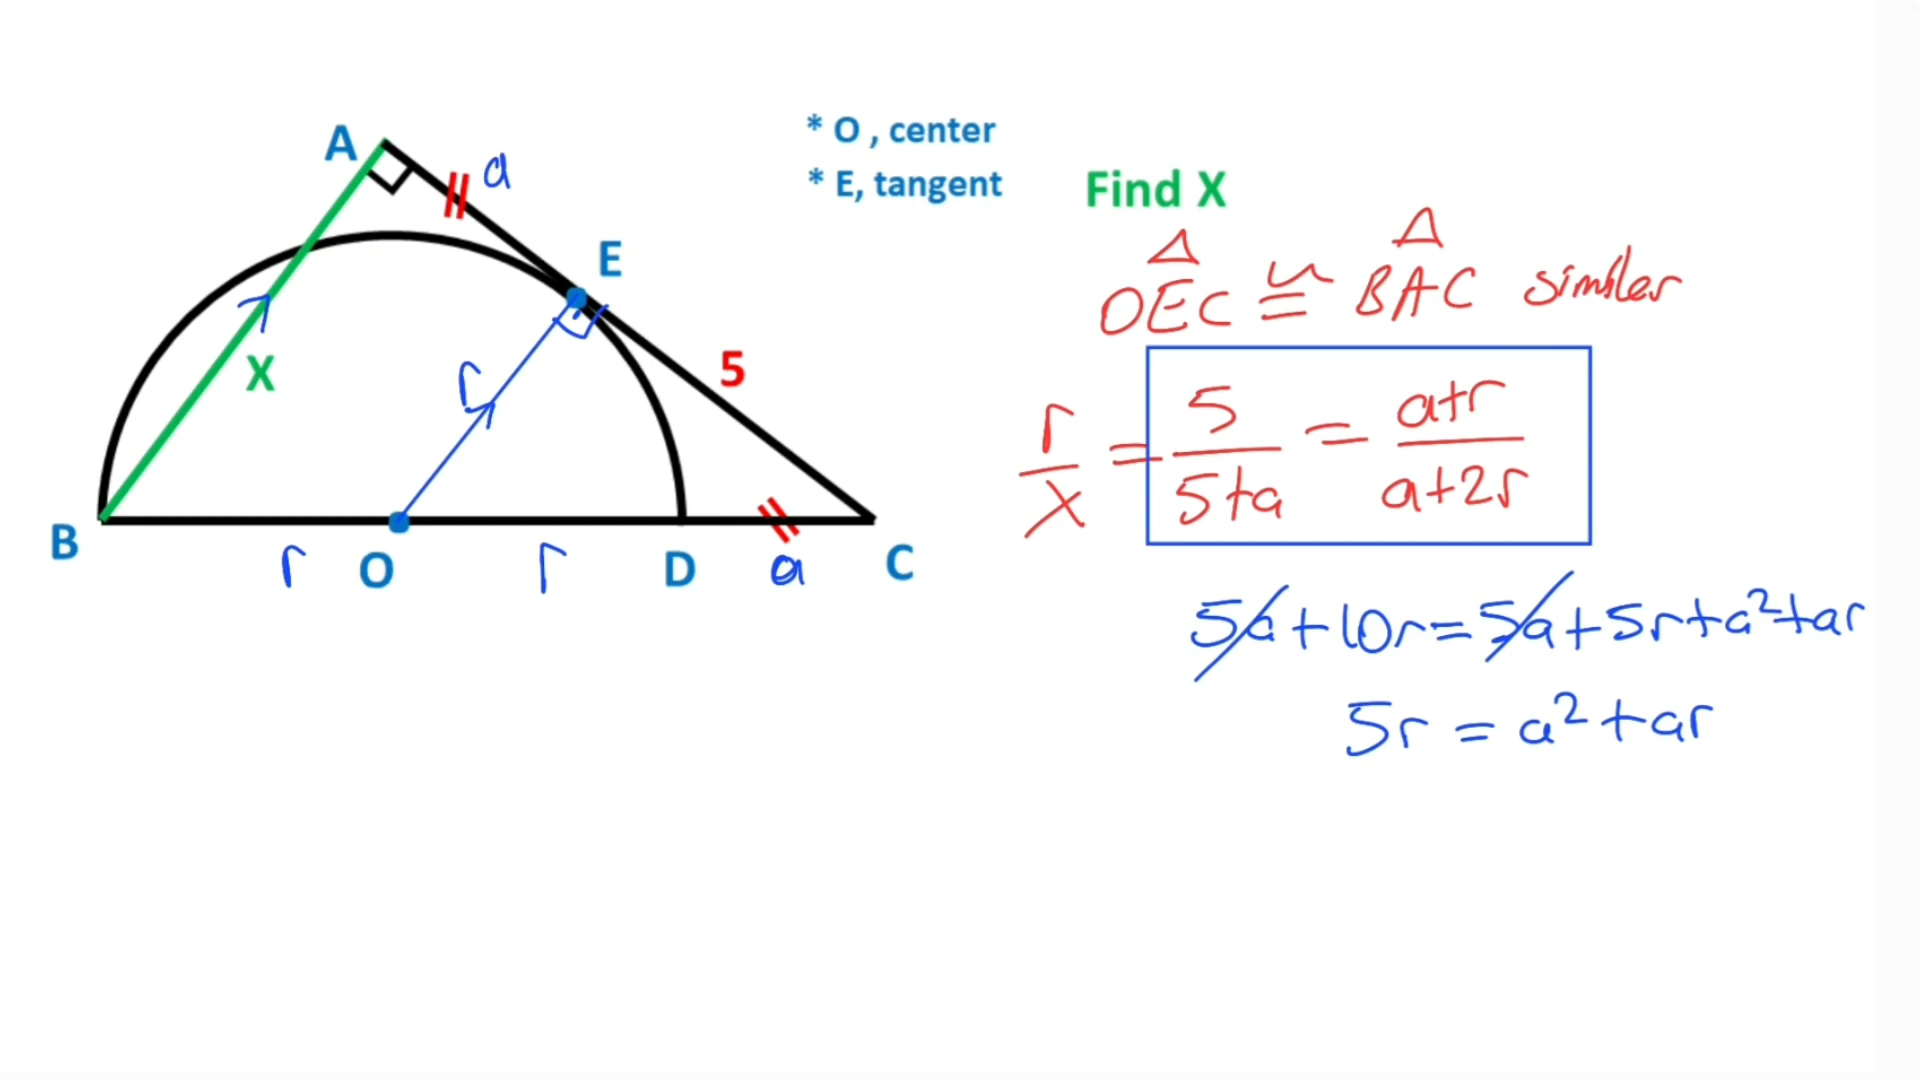 * O , center
* E, tangent
Find X
A
a
E
X
r
5
B
r
O
r
D
a
C
△ △
OEC ≅ BAC similer
r/x = 5/5+a = a+r/a+2r
5a+10r=5a+5r+a²+ar
5r = a²+ar